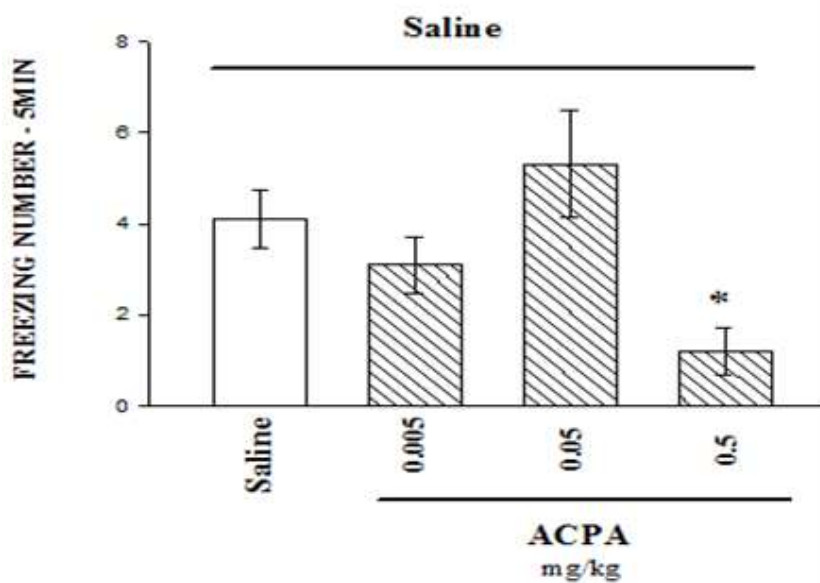 Saline
FREEZING NUMBER - 5MIN
8
6
4
2
0
*
Saline
0.005
0.05
0.5
ACPA
mg/kg